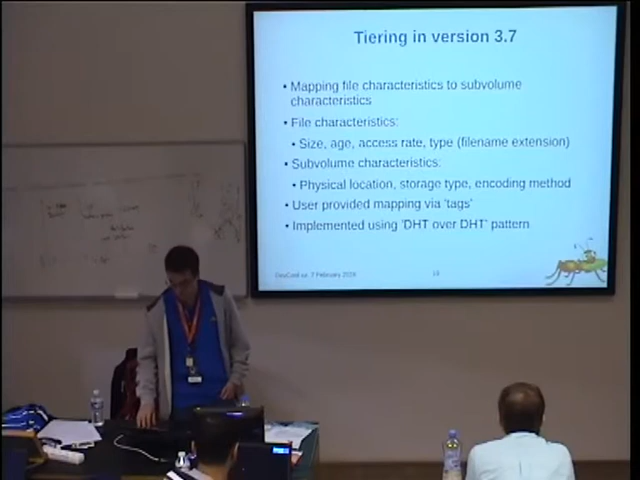 Tiering in version 3.7
• Mapping file characteristics to subvolume
characteristics
• File characteristics:
• Size, age, access rate, type (filename extension)
• Subvolume characteristics:
• Physical location, storage type, encoding method
• User provided mapping via 'tags'
• Implemented using 'DHT over DHT' pattern